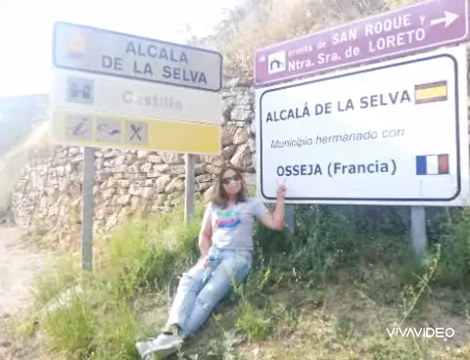 ALCALA
DE LA SELVA
Castillo
i
ermita de SAN ROQUE y
Ntra. Sra. de LORETO
ALCALÁ DE LA SELVA
Municipio hermanado con
OSSEJA (Francia)
VIVAVIDEO